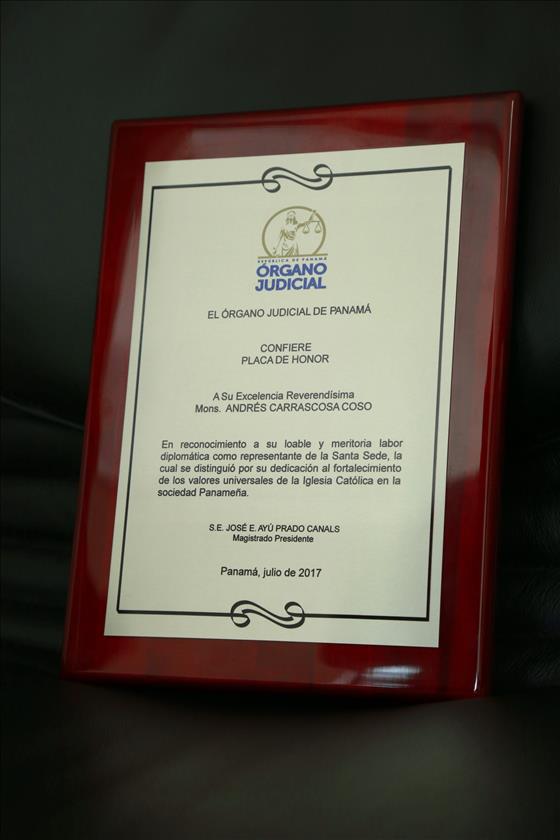 REPÚBLICA DE PANAMÁ
ÓRGANO
JUDICIAL
EL ÓRGANO JUDICIAL DE PANAMÁ
CONFIERE
PLACA DE HONOR
A Su Excelencia Reverendísima
Mons. ANDRÉS CARRASCOSA COSO
En reconocimiento a su loable y meritoria labor
diplomática como representante de la Santa Sede, la
cual se distinguió por su dedicación al fortalecimiento
de los valores universales de la Iglesia Católica en la
sociedad Panameña.
S.E. JOSÉ E. AYÚ PRADO CANALS
Magistrado Presidente
Panamá, julio de 2017